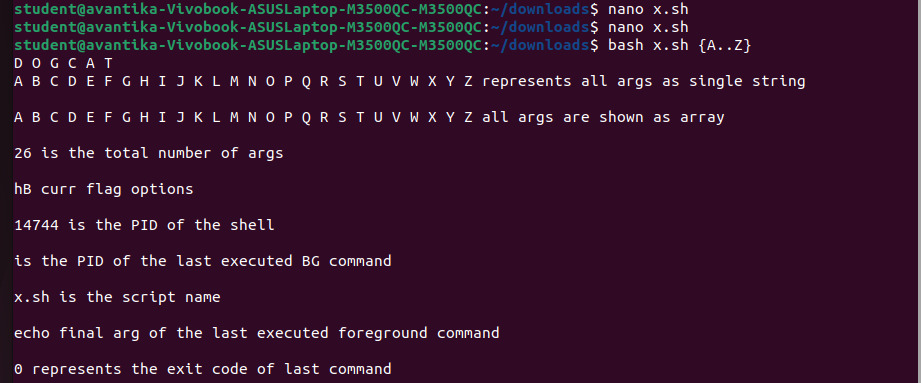 student@avantika-Vivobook-ASUSLaptop-M3500QC-M3500QC:~/downloads$ nano x.sh
student@avantika-Vivobook-ASUSLaptop-M3500QC-M3500QC:~/downloads$ nano x.sh
student@avantika-Vivobook-ASUSLaptop-M3500QC-M3500QC:~/downloads$ bash x.sh {A..Z}
D O G C A T
A B C D E F G H I J K L M N O P Q R S T U V W X Y Z represents all args as single string
A B C D E F G H I J K L M N O P Q R S T U V W X Y Z all args are shown as array
26 is the total number of args
hB curr flag options
14744 is the PID of the shell
is the PID of the last executed BG command
x.sh is the script name
echo final arg of the last executed foreground command
0 represents the exit code of last command